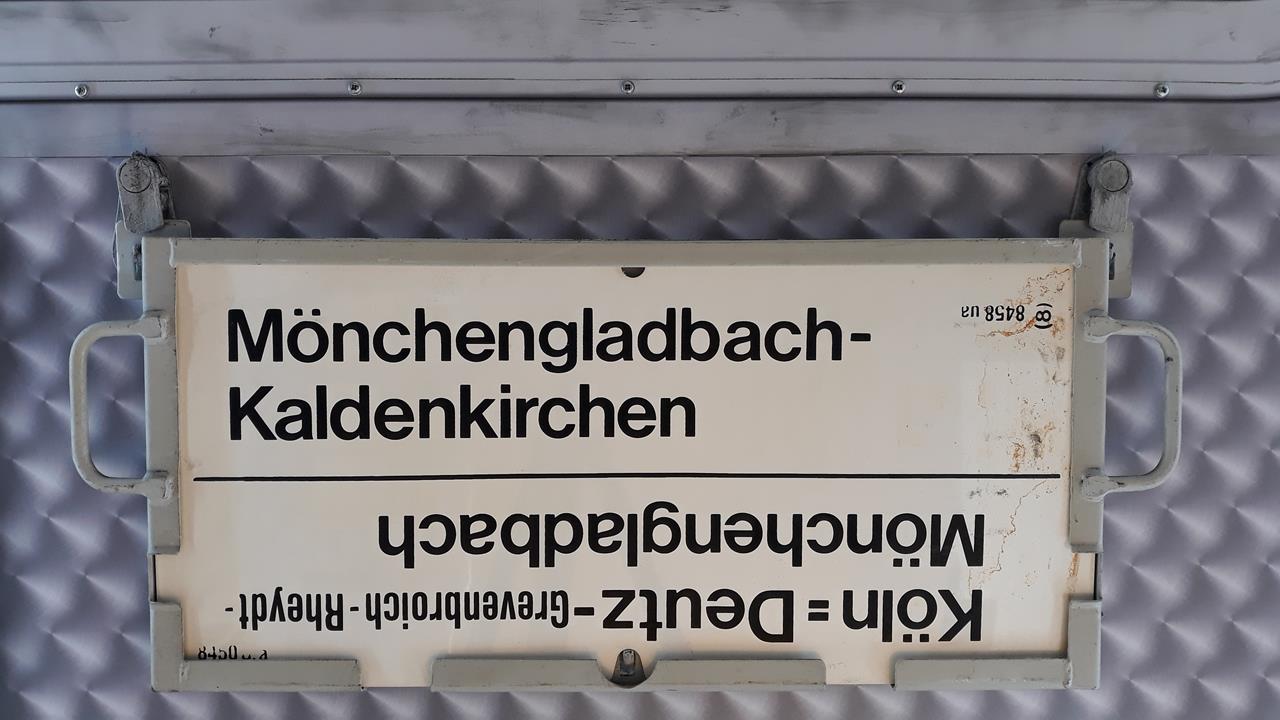 Mönchengladbach-
Kaldenkirchen
(8) 8458 ua
Köln=Deutz-Grevenbroich-Rheydt-
Mönchengladbach